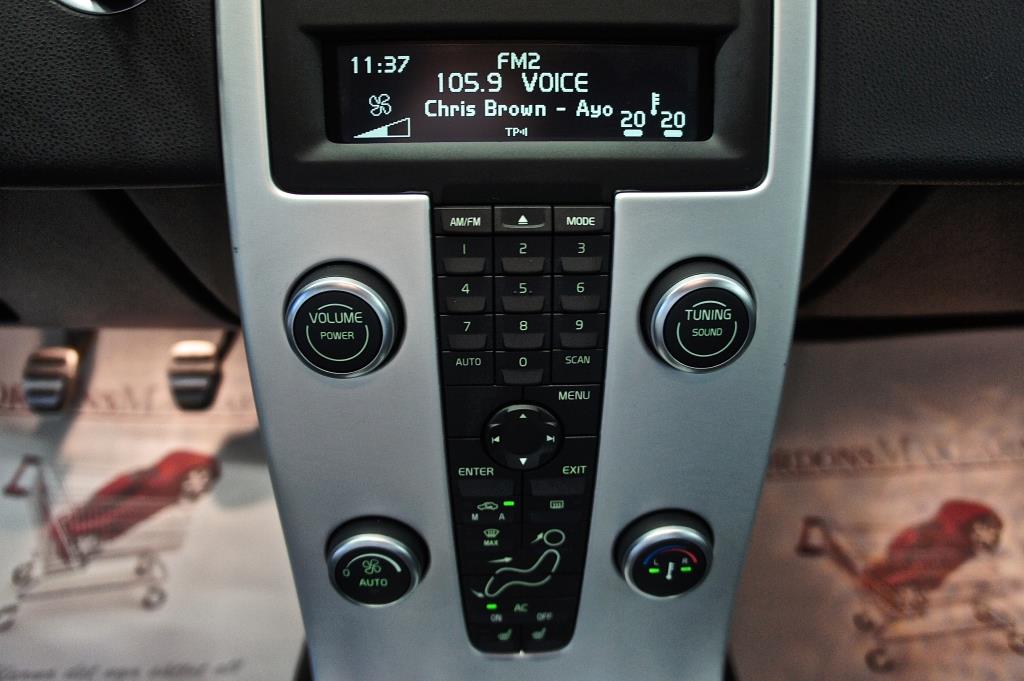 11:37
FM2
105.9 VOICE
Chris Brown - Ayo
20 20
TP
AM/FM
MODE
1 2 3
4 5 6
7 8 9
AUTO 0 SCAN
VOLUME
POWER
TUNING
SOUND
MENU
ENTER EXIT
M A
MAX
0 AUTO
L R
AC
ON OFF